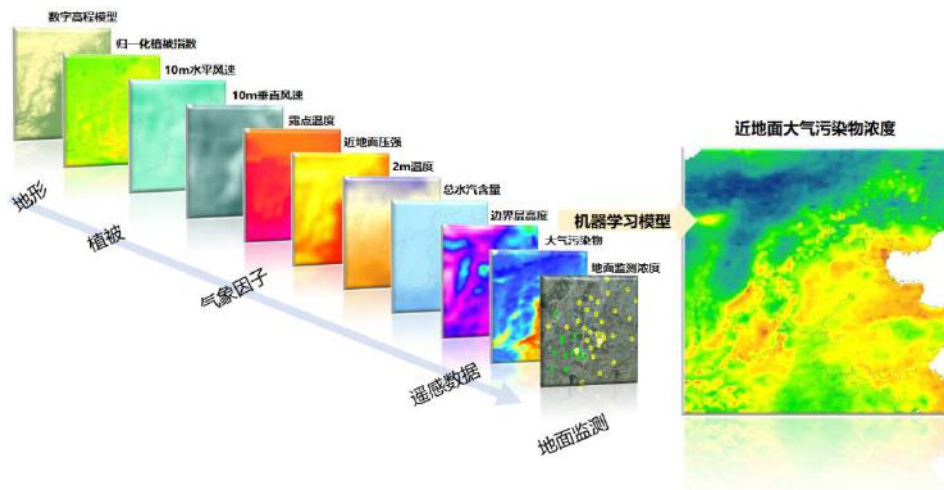 数字高程模型
归一化植被指数
10m水平风速
10m垂直风速
露点温度
近地面压强
2m温度
总水汽含量
边界层高度
大气污染物
地面监测浓度
地形
植被
气象因子
遥感数据
地面监测
机器学习模型
近地面大气污染物浓度